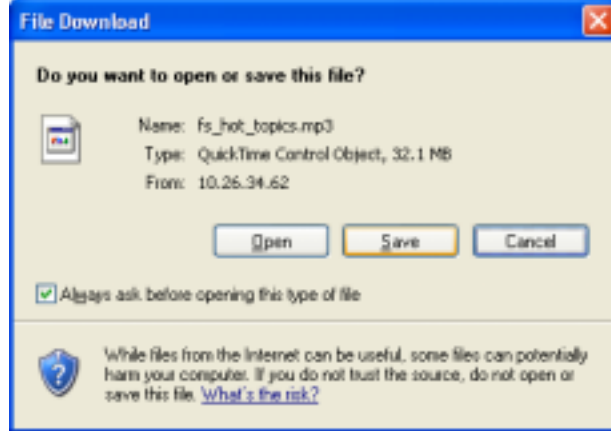 File Download
Do you want to open or save this file?
Name: fs_hot_topics.mp3
Type: QuickTime Control Object, 32.1 MB
From: 10.26.34.62
Open Save Cancel
Always ask before opening this type of file
While files from the Internet can be useful, some files can potentially
harm your computer. If you do not trust the source, do not open or
save this file. What's the risk?